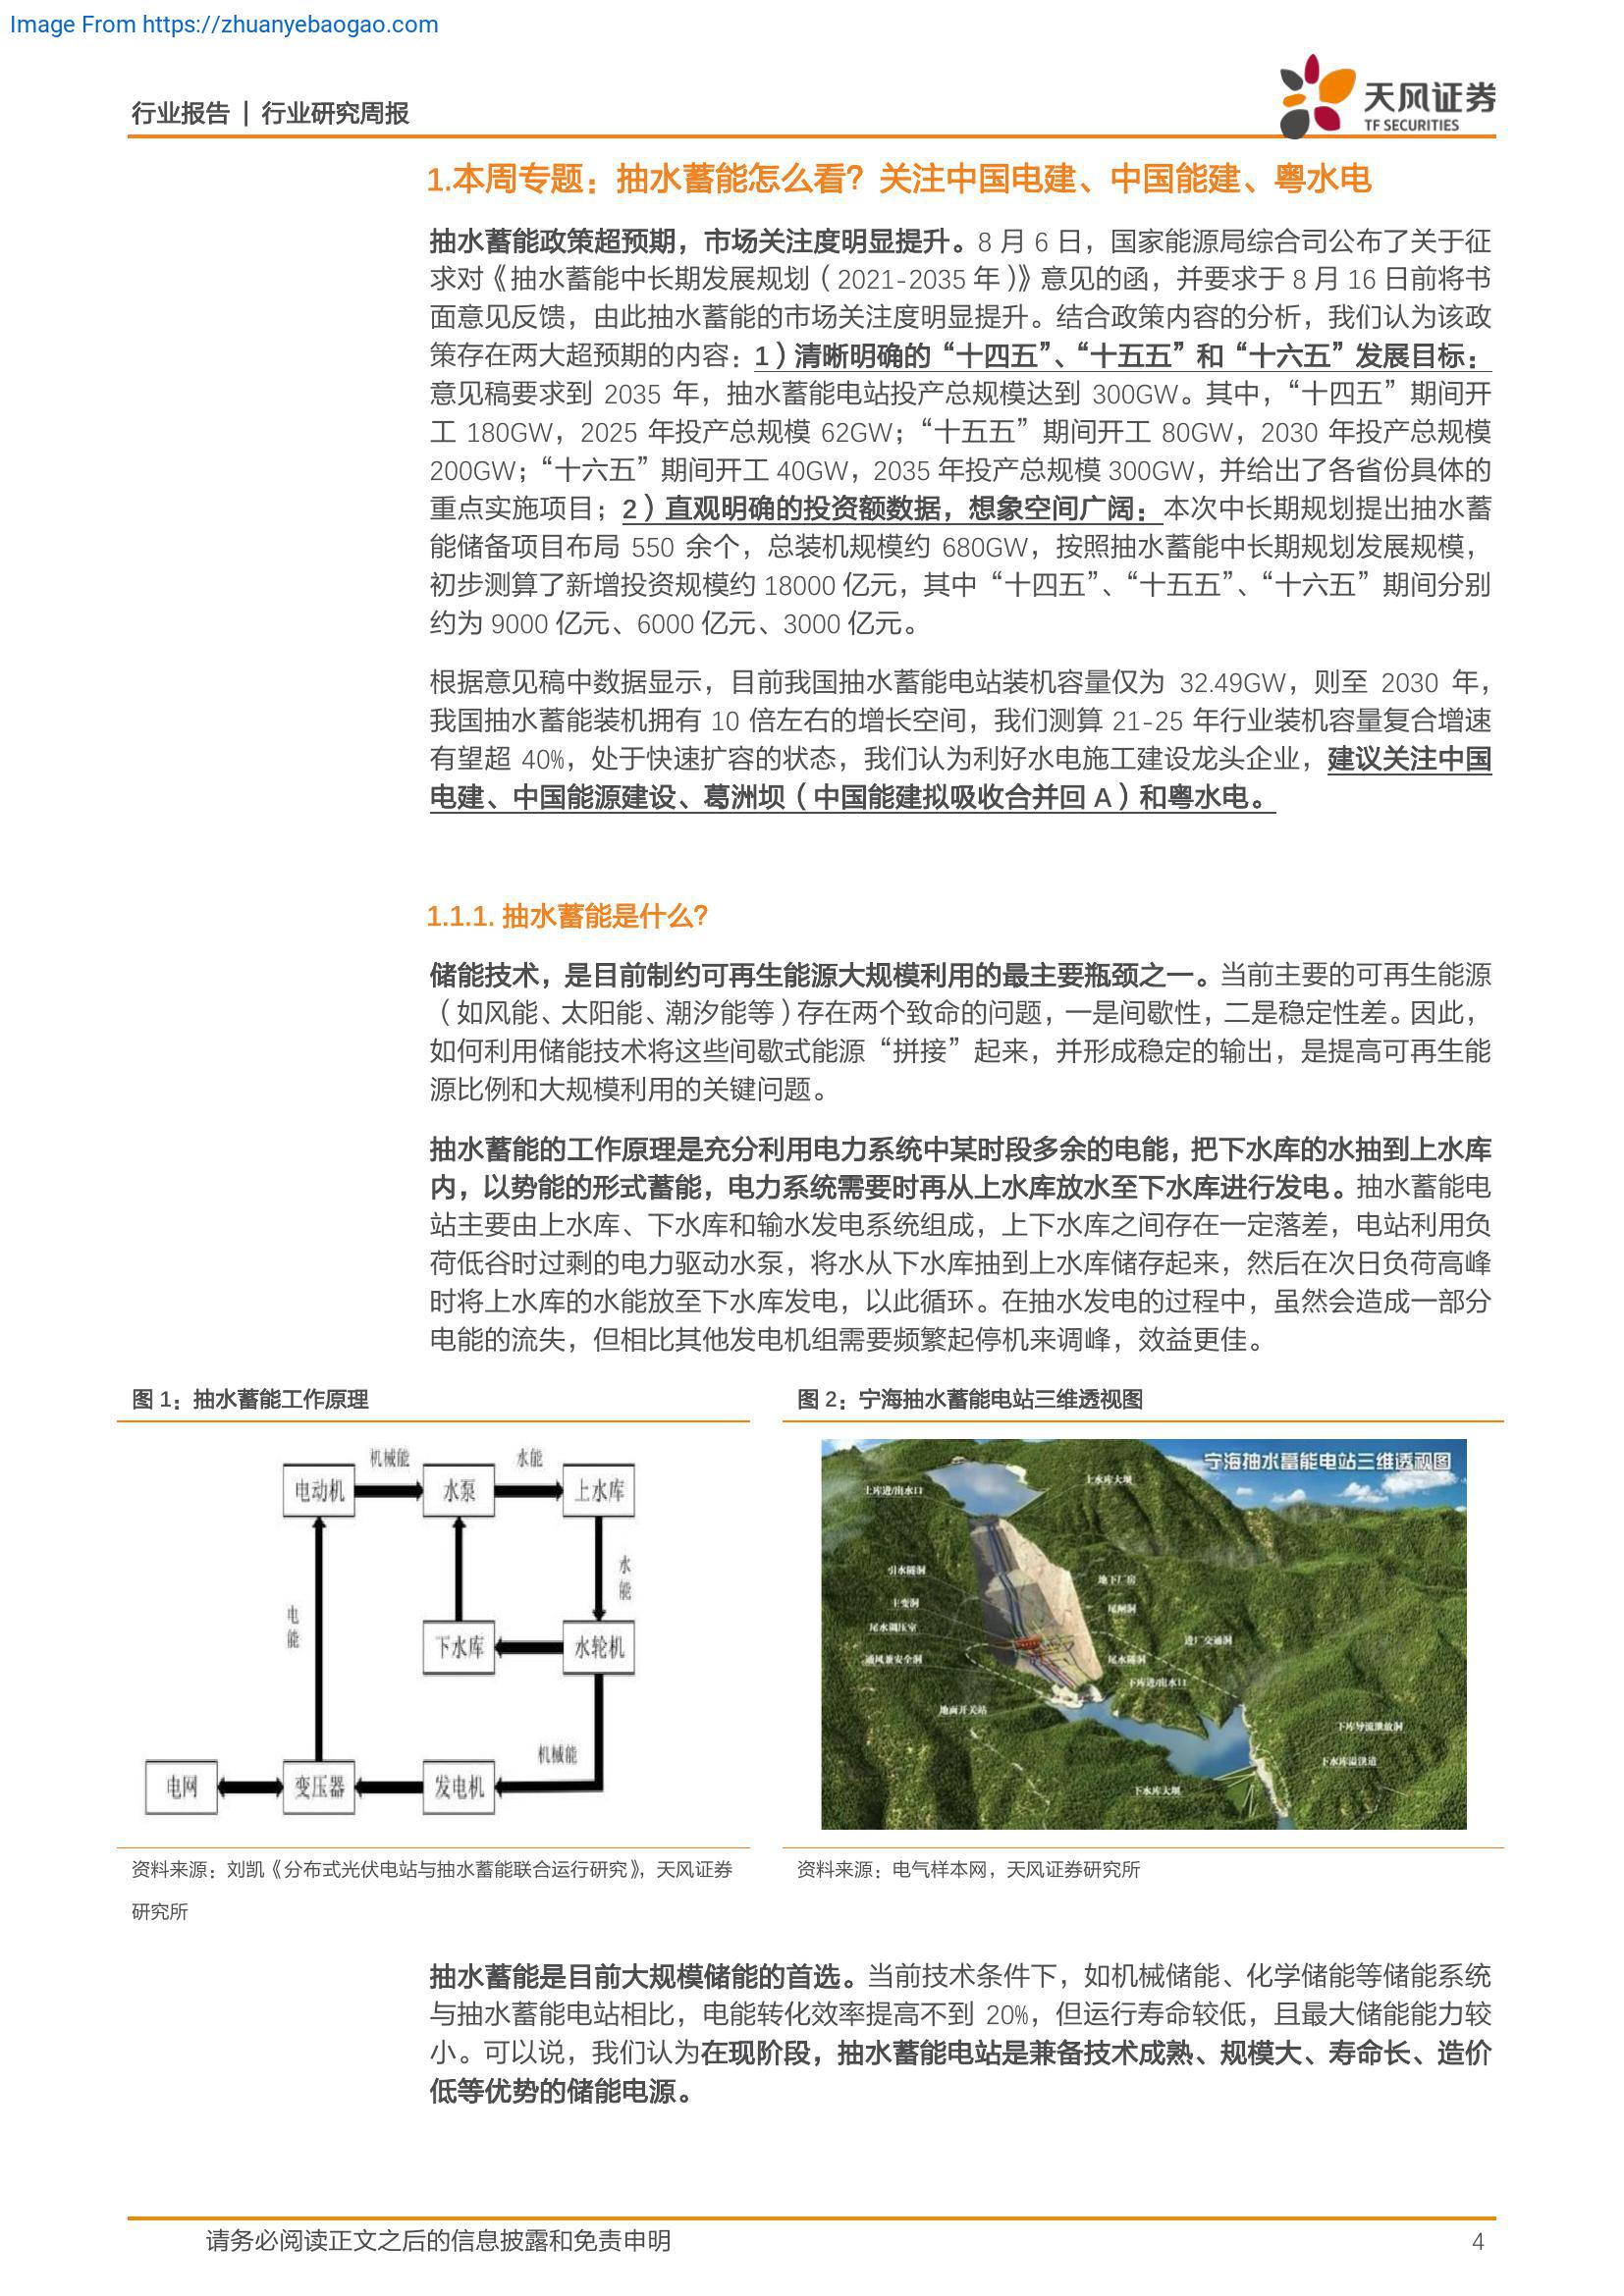 Image From https://zhuanyebaogao.com
行业报告 | 行业研究周报
天风证券
TF SECURITIES
1.本周专题：抽水蓄能怎么看？关注中国电建、中国能建、粤水电
抽水蓄能政策超预期，市场关注度明显提升。8 月 6 日，国家能源局综合司公布了关于征
求对《抽水蓄能中长期发展规划（2021-2035 年）》意见的函，并要求于 8 月 16 日前将书
面意见反馈，由此抽水蓄能的市场关注度明显提升。结合政策内容的分析，我们认为该政
策存在两大超预期的内容：1）清晰明确的“十四五”、“十五五”和“十六五”发展目标：
意见稿要求到 2035 年，抽水蓄能电站投产总规模达到 300GW。其中，“十四五”期间开
工 180GW，2025 年投产总规模 62GW；“十五五”期间开工 80GW，2030 年投产总规模
200GW；“十六五”期间开工 40GW，2035 年投产总规模 300GW，并给出了各省份具体的
重点实施项目；2）直观明确的投资额数据，想象空间广阔：本次中长期规划提出抽水蓄
能储备项目布局 550 余个，总装机规模约 680GW，按照抽水蓄能中长期规划发展规模，
初步测算了新增投资规模约 18000 亿元，其中“十四五”、“十五五”、“十六五”期间分别
约为 9000 亿元、6000 亿元、3000 亿元。
根据意见稿中数据显示，目前我国抽水蓄能电站装机容量仅为 32.49GW，则至 2030 年，
我国抽水蓄能装机拥有 10 倍左右的增长空间，我们测算 21-25 年行业装机容量复合增速
有望超 40%，处于快速扩容的状态，我们认为利好水电施工建设龙头企业，建议关注中国
电建、中国能源建设、葛洲坝（中国能建拟吸收合并回 A）和粤水电。
1.1.1. 抽水蓄能是什么？
储能技术，是目前制约可再生能源大规模利用的最主要瓶颈之一。当前主要的可再生能源
（如风能、太阳能、潮汐能等）存在两个致命的问题，一是间歇性，二是稳定性差。因此，
如何利用储能技术将这些间歇式能源“拼接”起来，并形成稳定的输出，是提高可再生能
源比例和大规模利用的关键问题。
抽水蓄能的工作原理是充分利用电力系统中某时段多余的电能，把下水库的水抽到上水库
内，以势能的形式蓄能，电力系统需要时再从上水库放水至下水库进行发电。抽水蓄能电
站主要由上水库、下水库和输水发电系统组成，上下水库之间存在一定落差，电站利用负
荷低谷时过剩的电力驱动水泵，将水从下水库抽到上水库储存起来，然后在次日负荷高峰
时将上水库的水能放至下水库发电，以此循环。在抽水发电的过程中，虽然会造成一部分
电能的流失，但相比其他发电机组需要频繁起停机来调峰，效益更佳。
图 1：抽水蓄能工作原理
机械能
水能
电动机
水泵
上水库
水能
电能
下水库
水轮机
机械能
电网
变压器
发电机
资料来源：刘凯《分布式光伏电站与抽水蓄能联合运行研究》，天风证券
研究所
图 2：宁海抽水蓄能电站三维透视图
宁海抽水蓄能电站三维透视图
上水库大坝
上库进/出水口
引水隧洞
地下厂房
主变洞
尾闸洞
尾水调压室
进厂交通洞
通风兼安全洞
尾水隧洞
下库进/出水口
地面开关站
下库导流泄放洞
下水库溢洪道
下水库大坝
资料来源：电气样本网，天风证券研究所
抽水蓄能是目前大规模储能的首选。当前技术条件下，如机械储能、化学储能等储能系统
与抽水蓄能电站相比，电能转化效率提高不到 20%，但运行寿命较低，且最大储能能力较
小。可以说，我们认为在现阶段，抽水蓄能电站是兼备技术成熟、规模大、寿命长、造价
低等优势的储能电源。
请务必阅读正文之后的信息披露和免责申明
4